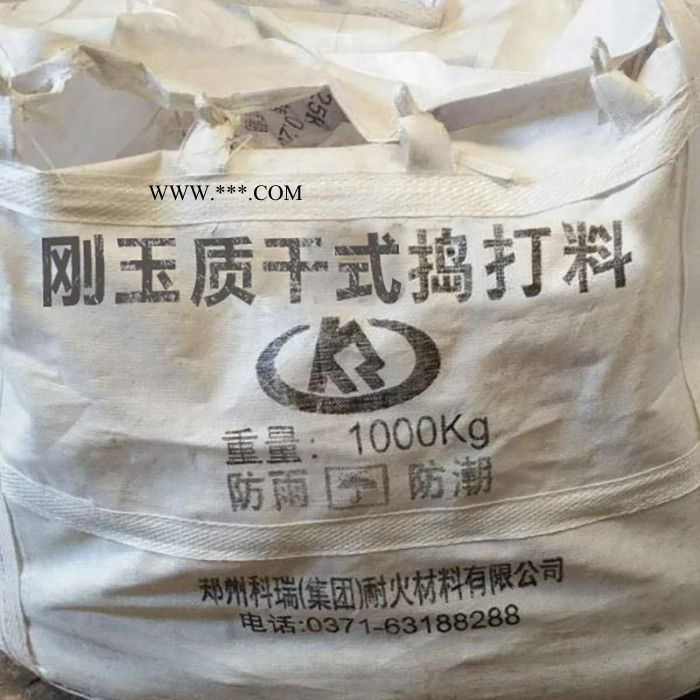 WWW.***.COM
刚玉质干式捣打料
重量：1000Kg
防雨 防潮
郑州科瑞(集团)耐火材料有限公司
电话:0371-63188288